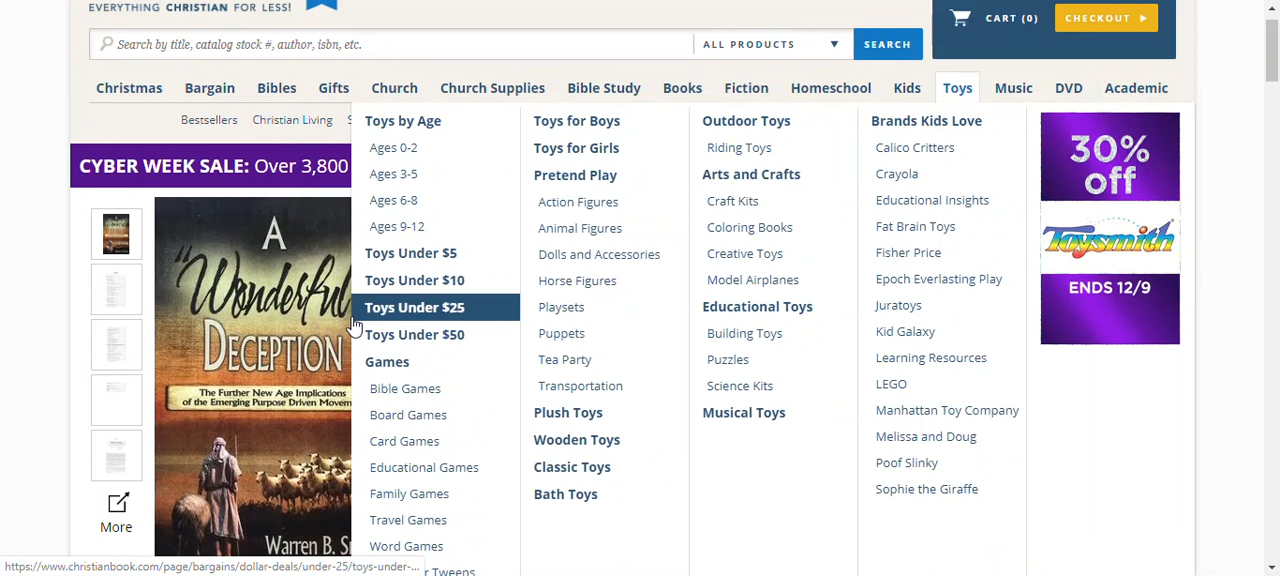 EVERYTHING CHRISTIAN FOR LESS!
CART (0)
CHECKOUT
Search by title, catalog stock #, author, isbn, etc.
ALL PRODUCTS
SEARCH
Christmas Bargain Bibles Gifts Church Church Supplies Bible Study Books Fiction Homeschool Kids Toys Music DVD Academic
Bestsellers Christian Living S
CYBER WEEK SALE: Over 3,800
A
"Wonderful
DECEPTION
The Further New Age Implications
of the Emerging Purpose Driven Movem
Warren B. S
More
Toys by Age
Ages 0-2
Ages 3-5
Ages 6-8
Ages 9-12
Toys Under $5
Toys Under $10
Toys Under $25
Toys Under $50
Games
Bible Games
Board Games
Card Games
Educational Games
Family Games
Travel Games
Word Games
r Tweens
Toys for Boys
Toys for Girls
Pretend Play
Action Figures
Animal Figures
Dolls and Accessories
Horse Figures
Playsets
Puppets
Tea Party
Transportation
Plush Toys
Wooden Toys
Classic Toys
Bath Toys
Outdoor Toys
Riding Toys
Arts and Crafts
Craft Kits
Coloring Books
Creative Toys
Model Airplanes
Educational Toys
Building Toys
Puzzles
Science Kits
Musical Toys
Brands Kids Love
Calico Critters
Crayola
Educational Insights
Fat Brain Toys
Fisher Price
Epoch Everlasting Play
Juratoys
Kid Galaxy
Learning Resources
LEGO
Manhattan Toy Company
Melissa and Doug
Poof Slinky
Sophie the Giraffe
30%
off
Toysmith
ENDS 12/9
https://www.christianbook.com/page/bargains/dollar-deals/under-25/toys-under-...